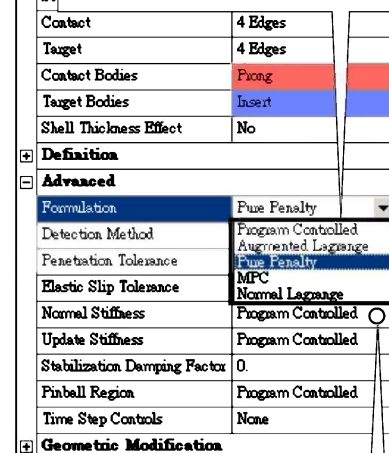 Contact 4 Edges
Target 4 Edges
Contact Bodies Prong
Target Bodies Insert
Shell Thickness Effect No
Definition
Advanced
Formulation Pure Penalty
Detection Method Program Controlled
Augmented Lagrange
Penetration Tolerance Pure Penalty
Elastic Slip Tolerance MPC
Normal Lagrange
Normal Stiffness Program Controlled
Update Stiffness Program Controlled
Stabilization Damping Factor 0.
Pinball Region Program Controlled
Time Step Controls None
Geometric Modification